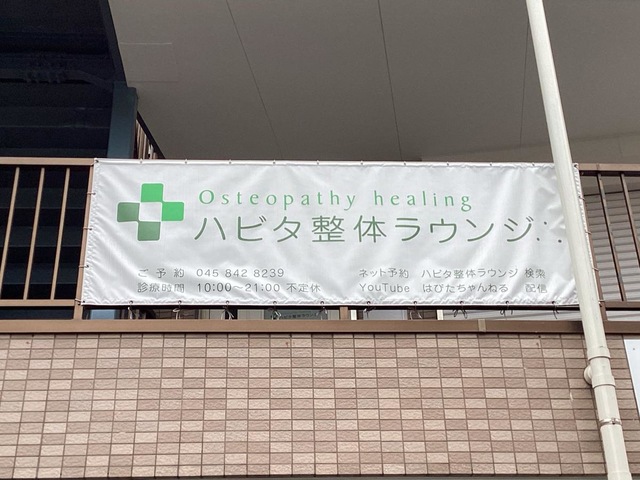 Osteopathy healing
ハビタ整体ラウンジ∴
ご予約 045 842 8239
診療時間 10:00～21:00 不定休
ネット予約 ハビタ整体ラウンジ 検索
YouTube はびたちゃんねる 配信